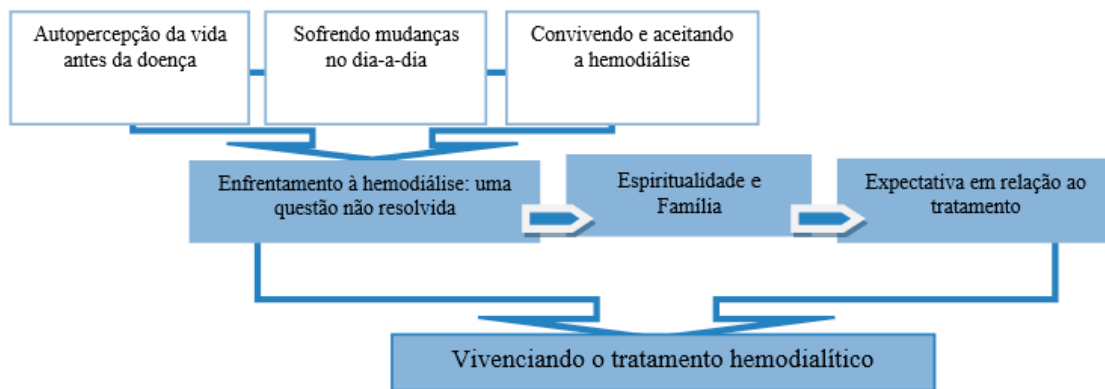 Autopercepção da vida
antes da doença
Sofrendo mudanças
no dia-a-dia
Convivendo e aceitando
a hemodiálise
Enfrentamento à hemodiálise: uma
questão não resolvida
Espiritualidade e
Família
Expectativa em relação ao
tratamento
Vivenciando o tratamento hemodialítico